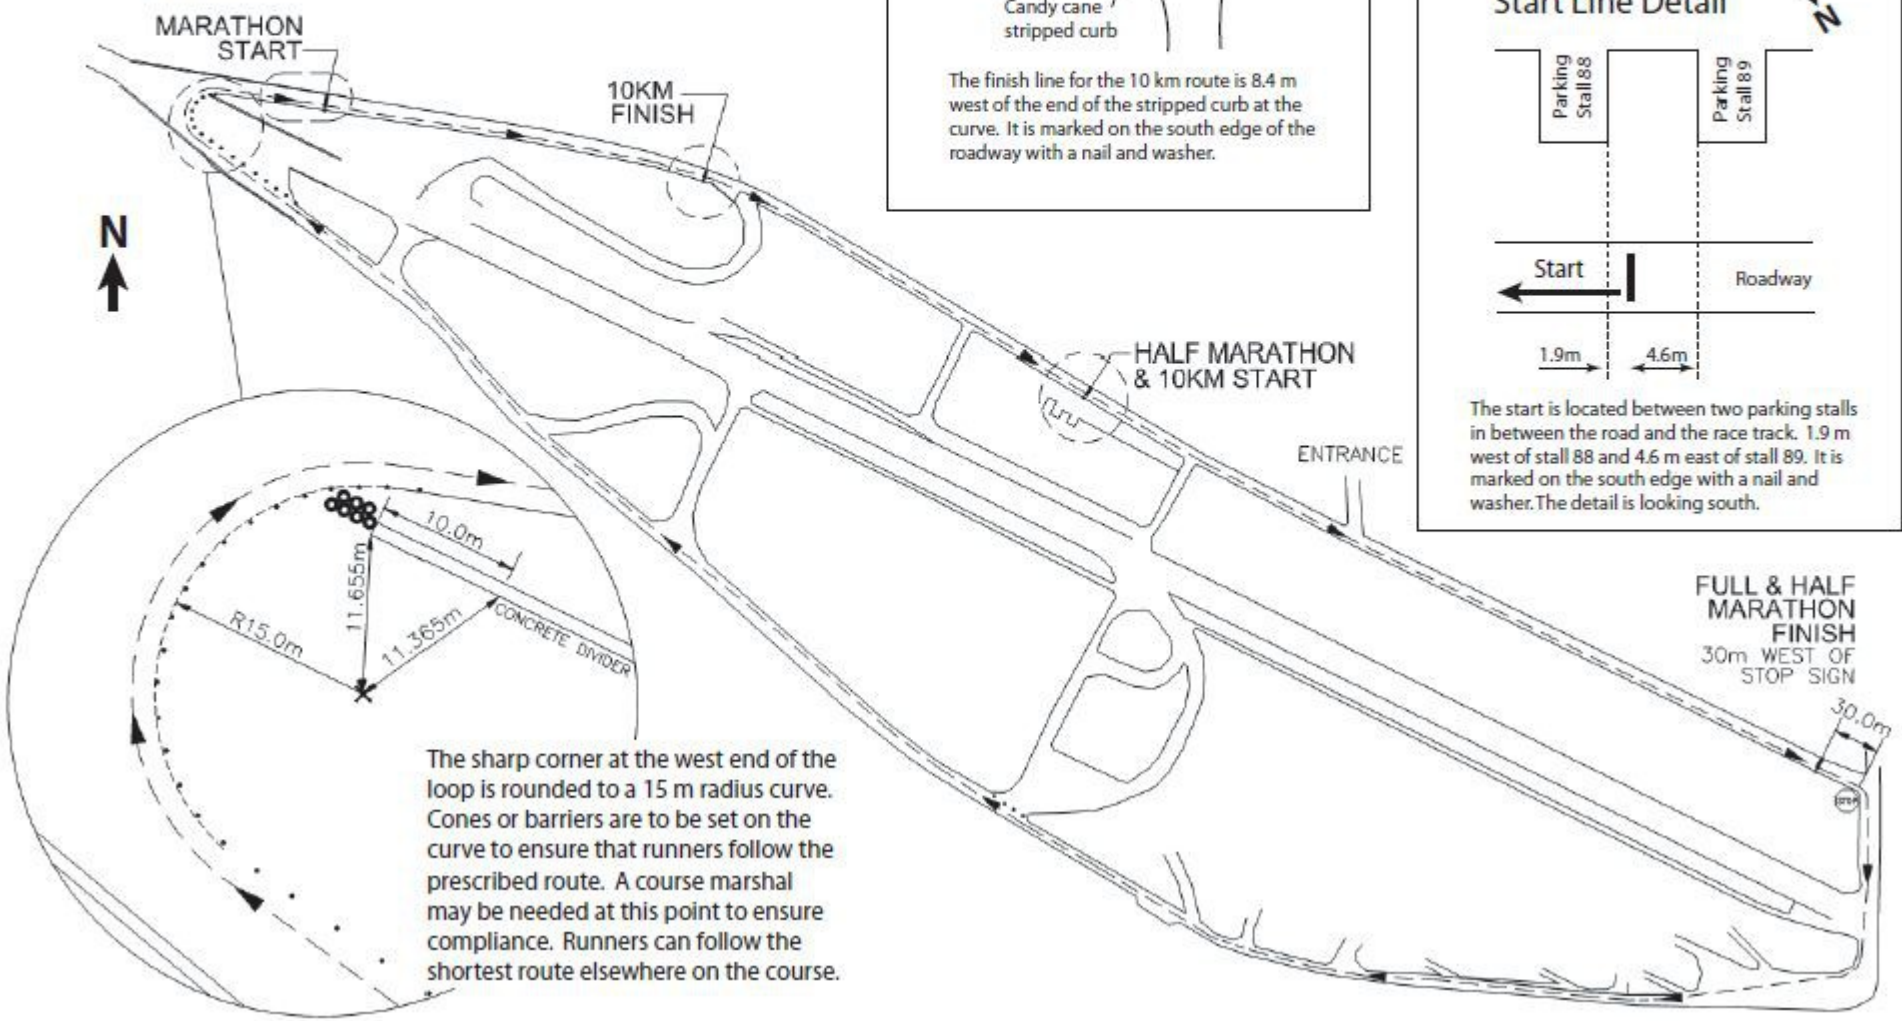 MARATHON
START
10KM
FINISH
N
Candy cane
stripped curb
The finish line for the 10 km route is 8.4 m
west of the end of the stripped curb at the
curve. It is marked on the south edge of the
roadway with a nail and washer.
Start Line Detail
N
Parking
Stall 88
Parking
Stall 89
Start
Roadway
1.9m
4.6m
The start is located between two parking stalls
in between the road and the race track. 1.9 m
west of stall 88 and 4.6 m east of stall 89. It is
marked on the south edge with a nail and
washer. The detail is looking south.
HALF MARATHON
& 10KM START
ENTRANCE
FULL & HALF
MARATHON
FINISH
30m WEST OF
STOP SIGN
30.0m
STOP
10.0m
11.655m
R15.0m
11.365m
CONCRETE DIVIDER
The sharp corner at the west end of the
loop is rounded to a 15 m radius curve.
Cones or barriers are to be set on the
curve to ensure that runners follow the
prescribed route. A course marshal
may be needed at this point to ensure
compliance. Runners can follow the
shortest route elsewhere on the course.